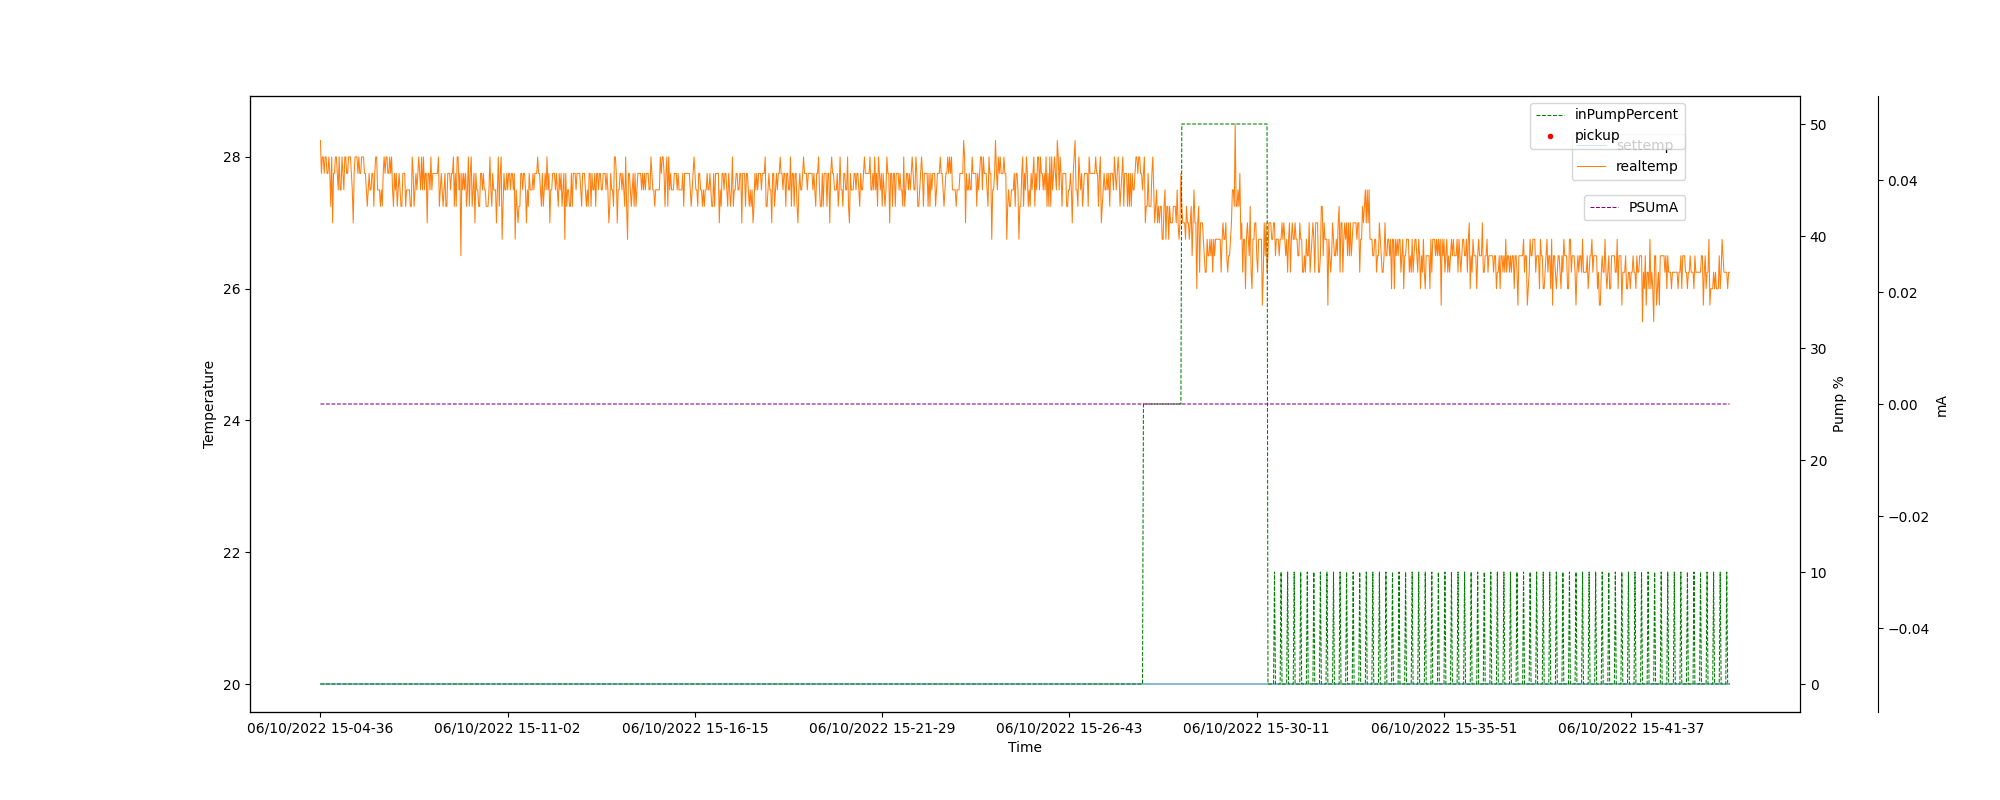 inPumpPercent
pickup
settemp
realtemp
PSUmA
28
26
24
22
20
Temperature
50
40
30
20
10
0
Pump %
0.04
0.02
0.00
−0.02
−0.04
mA
06/10/2022 15-04-36 06/10/2022 15-11-02 06/10/2022 15-16-15 06/10/2022 15-21-29 06/10/2022 15-26-43 06/10/2022 15-30-11 06/10/2022 15-35-51 06/10/2022 15-41-37
Time